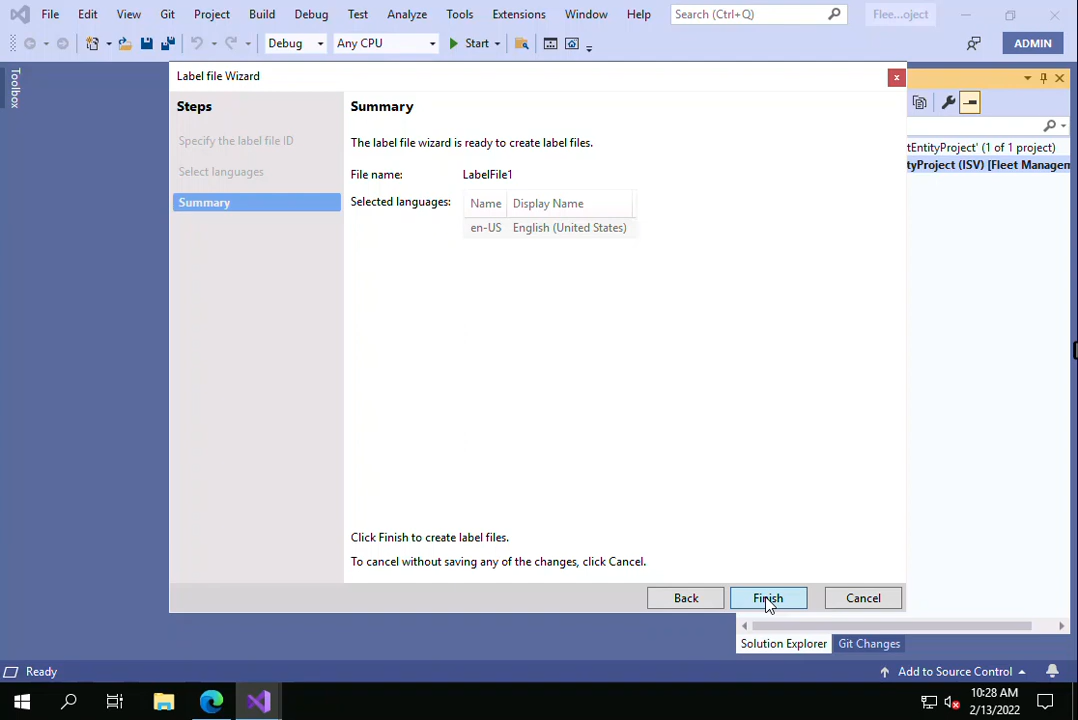 File Edit View Git Project Build Debug Test Analyze Tools Extensions Window Help Search (Ctrl+Q) Flee...oject
Debug Any CPU Start ADMIN
Toolbox
Label file Wizard
Steps
Specify the label file ID
Select languages
Summary
Summary
The label file wizard is ready to create label files.
File name: LabelFile1
Selected languages: Name Display Name
en-US English (United States)
Click Finish to create label files.
To cancel without saving any of the changes, click Cancel.
Back Finish Cancel
tEntityProject' (1 of 1 project)
tyProject (ISV) [Fleet Managem
Solution Explorer Git Changes
Ready Add to Source Control
10:28 AM
2/13/2022